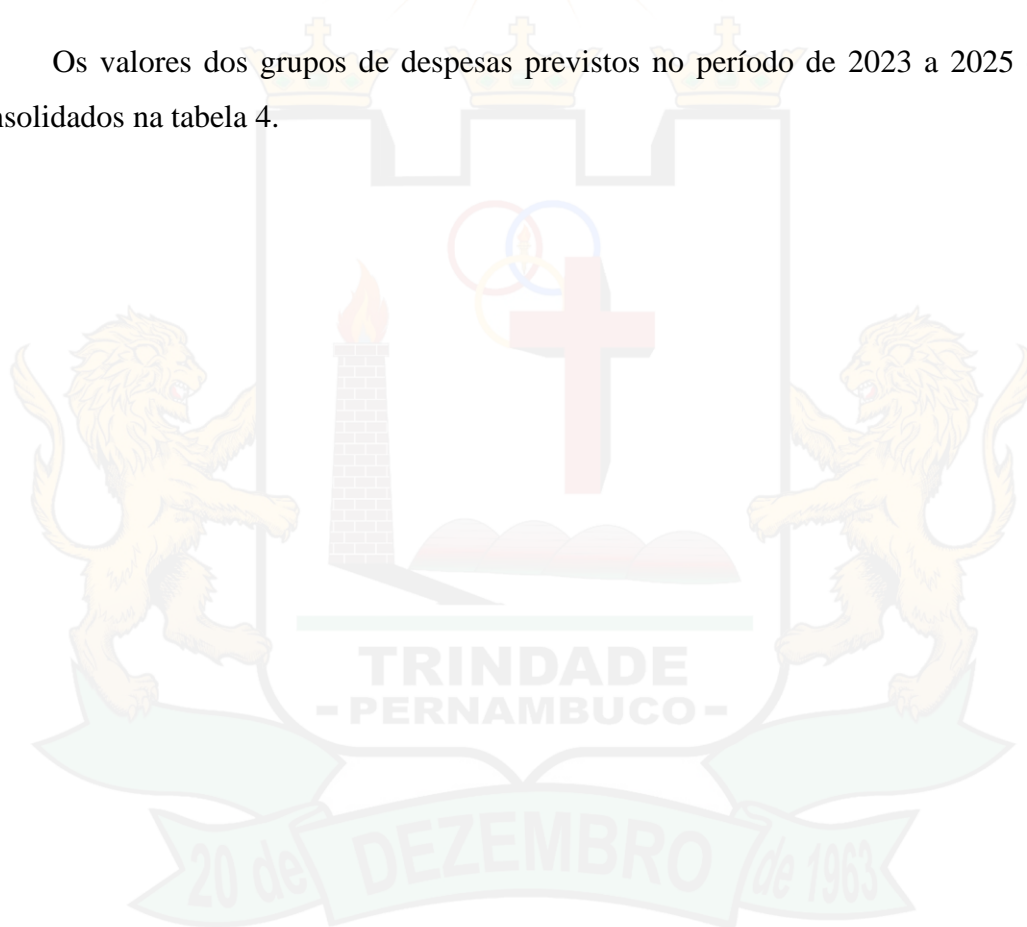 Os valores dos grupos de despesas previstos no período de 2023 a 2025
nsolidados na tabela 4.
TRINDADE
- PERNAMBUCO -
20 de DEZEMBRO de 1963